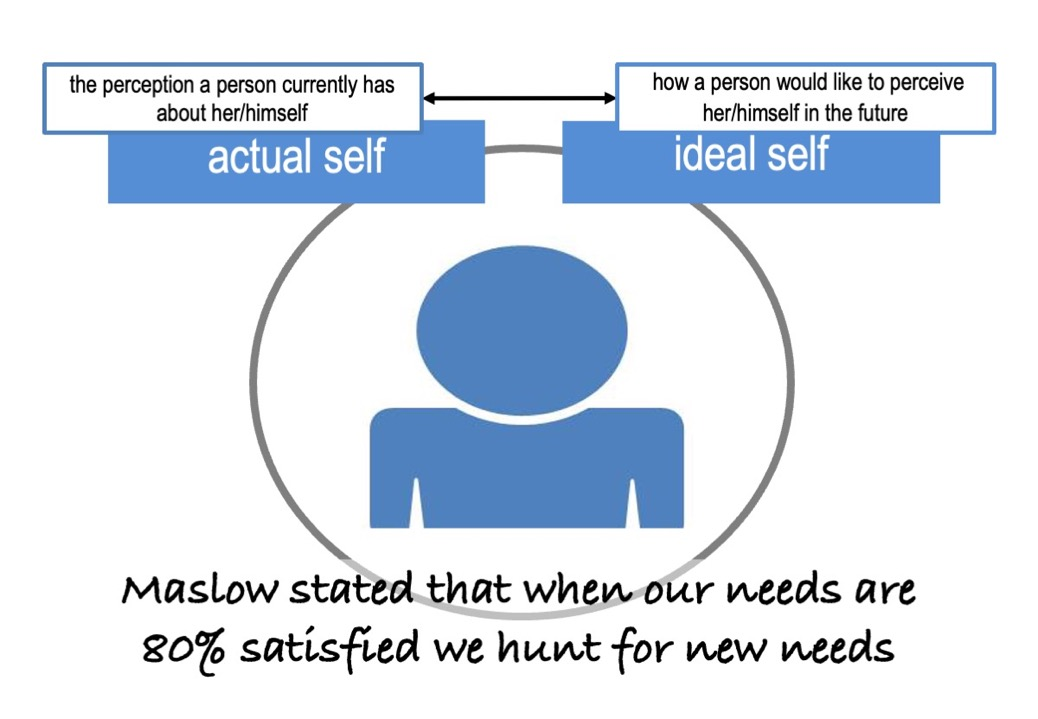 the perception a person currently has
about her/himself
how a person would like to perceive
her/himself in the future
actual self
ideal self
Maslow stated that when our needs are
80% satisfied we hunt for new needs